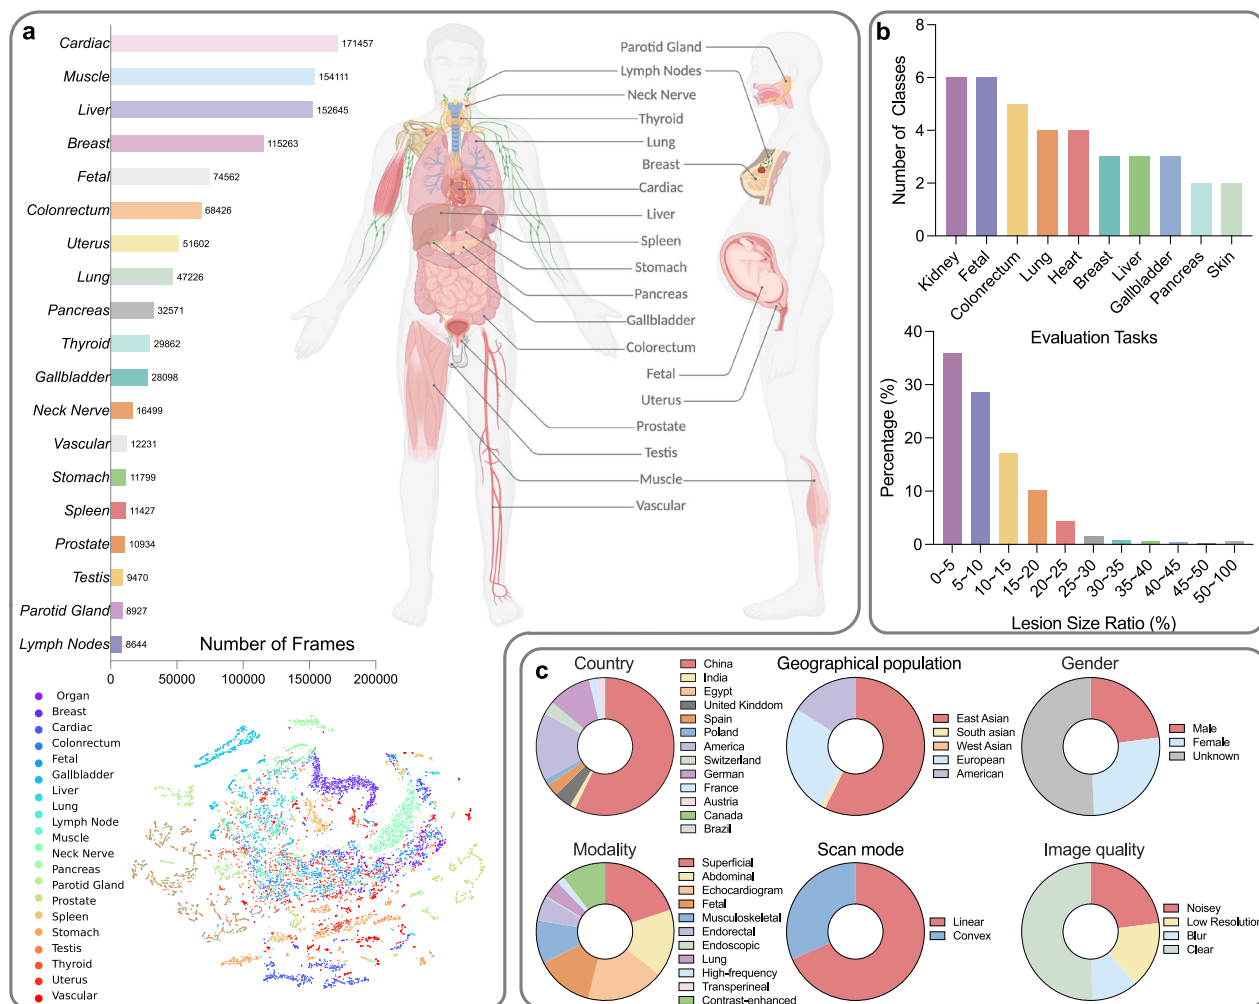 a
Cardiac
171457
Muscle
154111
Liver
152645
Breast
115263
Fetal
74562
Colonrectum
68426
Uterus
51602
Lung
47226
Pancreas
32571
Thyroid
29862
Gallbladder
28098
Neck Nerve
16499
Vascular
12231
Stomach
11799
Spleen
11427
Prostate
10934
Testis
9470
Parotid Gland
8927
Lymph Nodes
8644
Number of Frames
0
50000
100000
150000
200000
Parotid Gland
Lymph Nodes
Neck Nerve
Thyroid
Lung
Breast
Cardiac
Liver
Spleen
Stomach
Pancreas
Gallbladder
Colorectum
Fetal
Uterus
Prostate
Testis
Muscle
Vascular
Organ
Breast
Cardiac
Colonrectum
Fetal
Gallbladder
Liver
Lung
Lymph Node
Muscle
Neck Nerve
Pancreas
Parotid Gland
Prostate
Spleen
Stomach
Testis
Thyroid
Uterus
Vascular
b
Number of Classes
8
6
4
2
0
Kidney
Fetal
Colonrectum
Lung
Heart
Breast
Liver
Gallbladder
Pancreas
Skin
Evaluation Tasks
Percentage (%)
40
30
20
10
0
0~5
5~10
10~15
15~20
20~25
25~30
30~35
35~40
40~45
45~50
50~100
Lesion Size Ratio (%)
c
Country
China
India
Egypt
United Kinddom
Spain
Poland
America
Switzerland
German
France
Austria
Canada
Brazil
Geographical population
East Asian
South asian
West Asian
European
American
Gender
Male
Female
Unknown
Modality
Superficial
Abdominal
Echocardiogram
Fetal
Musculoskeletal
Endorectal
Endoscopic
Lung
High-frequency
Transperineal
Contrast-enhanced
Scan mode
Linear
Convex
Image quality
Noisey
Low Resolution
Blur
Clear